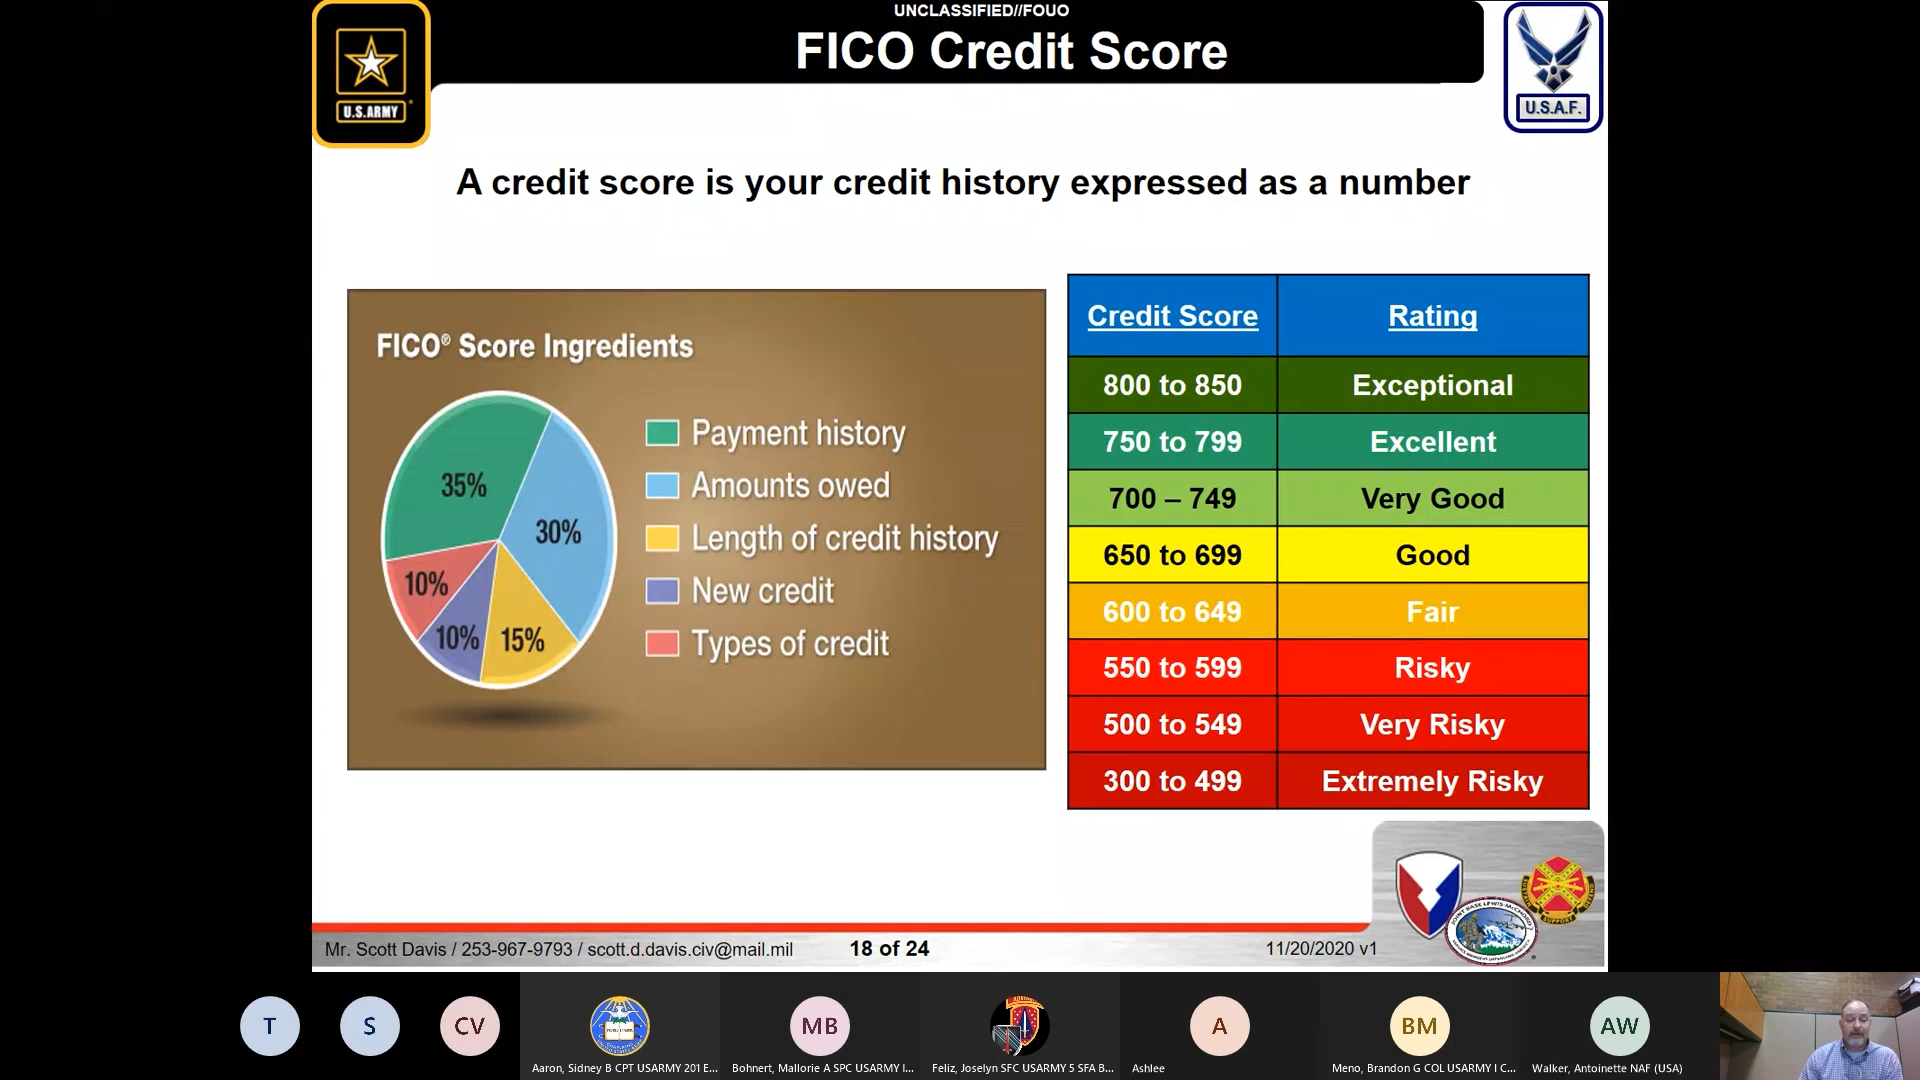 UNCLASSIFIED//FOUO
FICO Credit Score
U.S.ARMY
U.S.A.F.
A credit score is your credit history expressed as a number
FICO® Score Ingredients
35%
30%
10%
10%
15%
Payment history
Amounts owed
Length of credit history
New credit
Types of credit
Credit Score Rating
800 to 850 Exceptional
750 to 799 Excellent
700 – 749 Very Good
650 to 699 Good
600 to 649 Fair
550 to 599 Risky
500 to 549 Very Risky
300 to 499 Extremely Risky
JOINT BASE LEWIS-McCHORD
SUPPORT
Mr. Scott Davis / 253-967-9793 / scott.d.davis.civ@mail.mil
18 of 24
11/20/2020 v1
T
S
CV
MB
A
BM
AW
Aaron, Sidney B CPT USARMY 201 E...
Bohnert, Mallorie A SPC USARMY I...
Feliz, Joselyn SFC USARMY 5 SFA B...
Ashlee
Meno, Brandon G COL USARMY I C...
Walker, Antoinette NAF (USA)